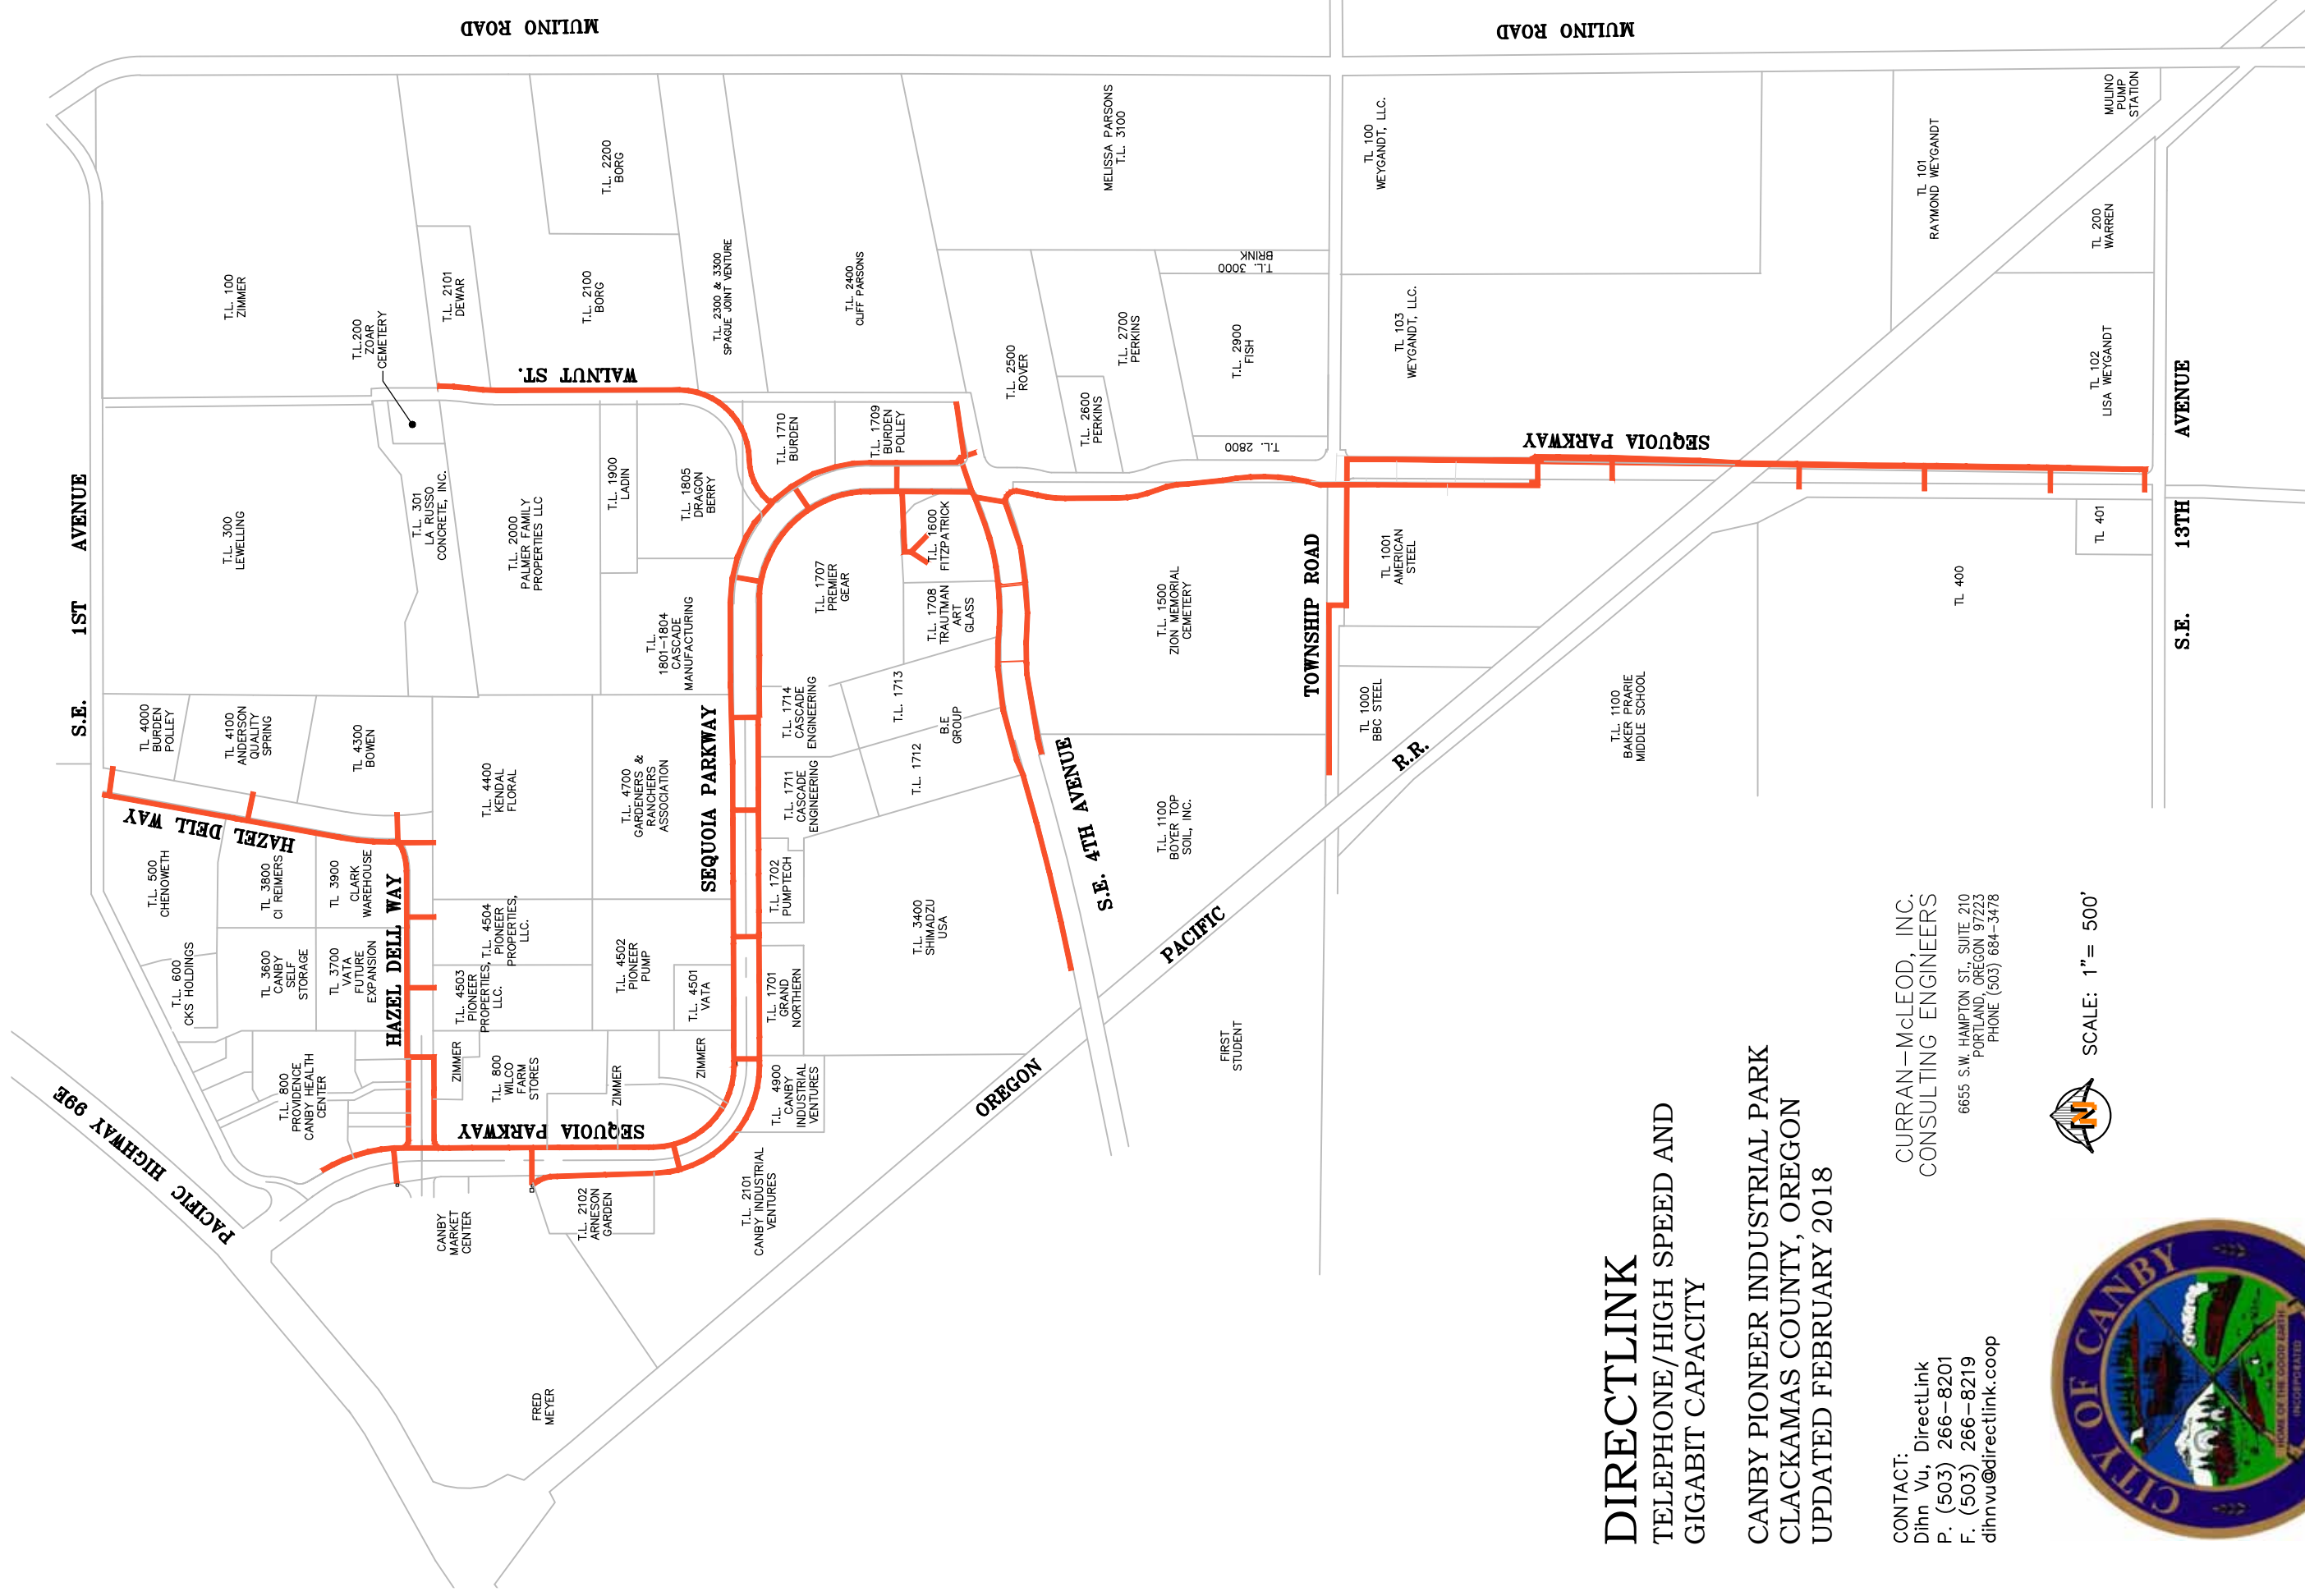 MULINO ROAD
MULINO ROAD
PACIFIC HIGHWAY 99E
S.E. 1ST AVENUE
HAZEL DELL WAY
HAZEL DELL WAY
SEQUOIA PARKWAY
SEQUOIA PARKWAY
SEQUOIA PARKWAY
WALNUT ST.
S.E. 4TH AVENUE
TOWNSHIP ROAD
S.E. 13TH AVENUE
OREGON PACIFIC R.R.
T.L. 100
ZIMMER
T.L.200
ZOAR
CEMETERY
T.L. 2101
DEWAR
T.L. 2100
BORG
T.L. 2200
BORG
T.L. 2300 & 3300
SPAGUE JOINT VENTURE
T.L. 2400
CLIFF PARSONS
MELISSA PARSONS
T.L. 3100
T.L. 3000
BRINK
T.L. 2500
ROVER
T.L. 2600
PERKINS
T.L. 2700
PERKINS
T.L. 2800
T.L. 2900
FISH
TL 100
WEYGANDT, LLC.
TL 103
WEYGANDT, LLC.
TL 101
RAYMOND WEYGANDT
MULINO
PUMP
STATION
TL 200
WARREN
TL 102
LISA WEYGANDT
TL 401
TL 400
T.L. 300
LEWELLING
T.L. 301
LA RUSSO
CONCRETE, INC.
T.L. 2000
PALMER FAMILY
PROPERTIES LLC
T.L. 1900
LADIN
T.L. 1805
DRAGON
BERRY
T.L.
1801-1804
CASCADE
MANUFACTURING
T.L. 1710
BURDEN
T.L. 1709
BURDEN
POLLEY
T.L. 1707
PREMIER
GEAR
T.L. 1600
FITZPATRICK
T.L. 1708
TRAUTMAN
ART
GLASS
T.L. 1713
B.E
GROUP
T.L. 1712
T.L. 1714
CASCADE
ENGINEERING
T.L. 1711
CASCADE
ENGINEERING
T.L. 1702
PUMPTECH
T.L. 1701
GRAND
NORTHERN
T.L. 3400
SHIMADZU
USA
T.L. 4900
CANBY
INDUSTRIAL
VENTURES
T.L. 2101
CANBY INDUSTRIAL
VENTURES
T.L. 2102
ARNESON
GARDEN
CANBY
MARKET
CENTER
FRED
MEYER
TL 4000
BURDEN
POLLEY
TL 4100
ANDERSON
QUALITY
SPRING
TL 4300
BOWEN
T.L. 4400
KENDAL
FLORAL
T.L. 4700
GARDENERS &
RANCHERS
ASSOCIATION
T.L. 500
CHENOWETH
TL 3800
CI REIMERS
TL 3900
CLARK
WAREHOUSE
T.L. 600
CKS HOLDINGS
TL 3600
CANBY
SELF
STORAGE
TL 3700
VATA
FUTURE
EXPANSION
T.L. 4504
PIONEER
PROPERTIES,
LLC.
T.L. 4503
PIONEER
PROPERTIES,
LLC.
T.L. 4502
PIONEER
PUMP
T.L. 4501
VATA
T.L. 800
PROVIDENCE
CANBY HEALTH
CENTER
ZIMMER
T.L. 800
WILCO
FARM
STORES
ZIMMER
ZIMMER
T.L. 1500
ZION MEMORIAL
CEMETERY
T.L. 1100
BOYER TOP
SOIL, INC.
FIRST
STUDENT
TL 1001
AMERICAN
STEEL
TL 1000
BBC STEEL
T.L. 1100
BAKER PRARIE
MIDDLE SCHOOL
DIRECTLINK
TELEPHONE/HIGH SPEED AND
GIGABIT CAPACITY
CANBY PIONEER INDUSTRIAL PARK
CLACKAMAS COUNTY, OREGON
UPDATED FEBRUARY 2018
CURRAN-McLEOD, INC.
CONSULTING ENGINEERS
6655 S.W. HAMPTON ST., SUITE 210
PORTLAND, OREGON 97223
PHONE (503) 684-3478
CONTACT:
Dihn Vu, DirectLink
P. (503) 266-8201
F. (503) 266-8219
dihnvu@directlink.coop
N
SCALE: 1"= 500'
CITY OF CANBY
HOME OF THE GOOD EARTH
INCORPORATED